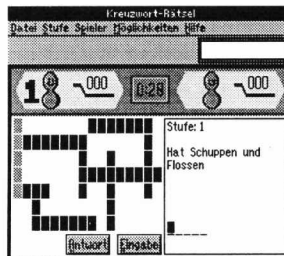 Kreuzwort-Rätsel
Datei Stufe Spieler Möglichkeiten Hilfe
1 000 0:28 000
Stufe: 1
Hat Schuppen und
Flossen
Antwort Eingabe